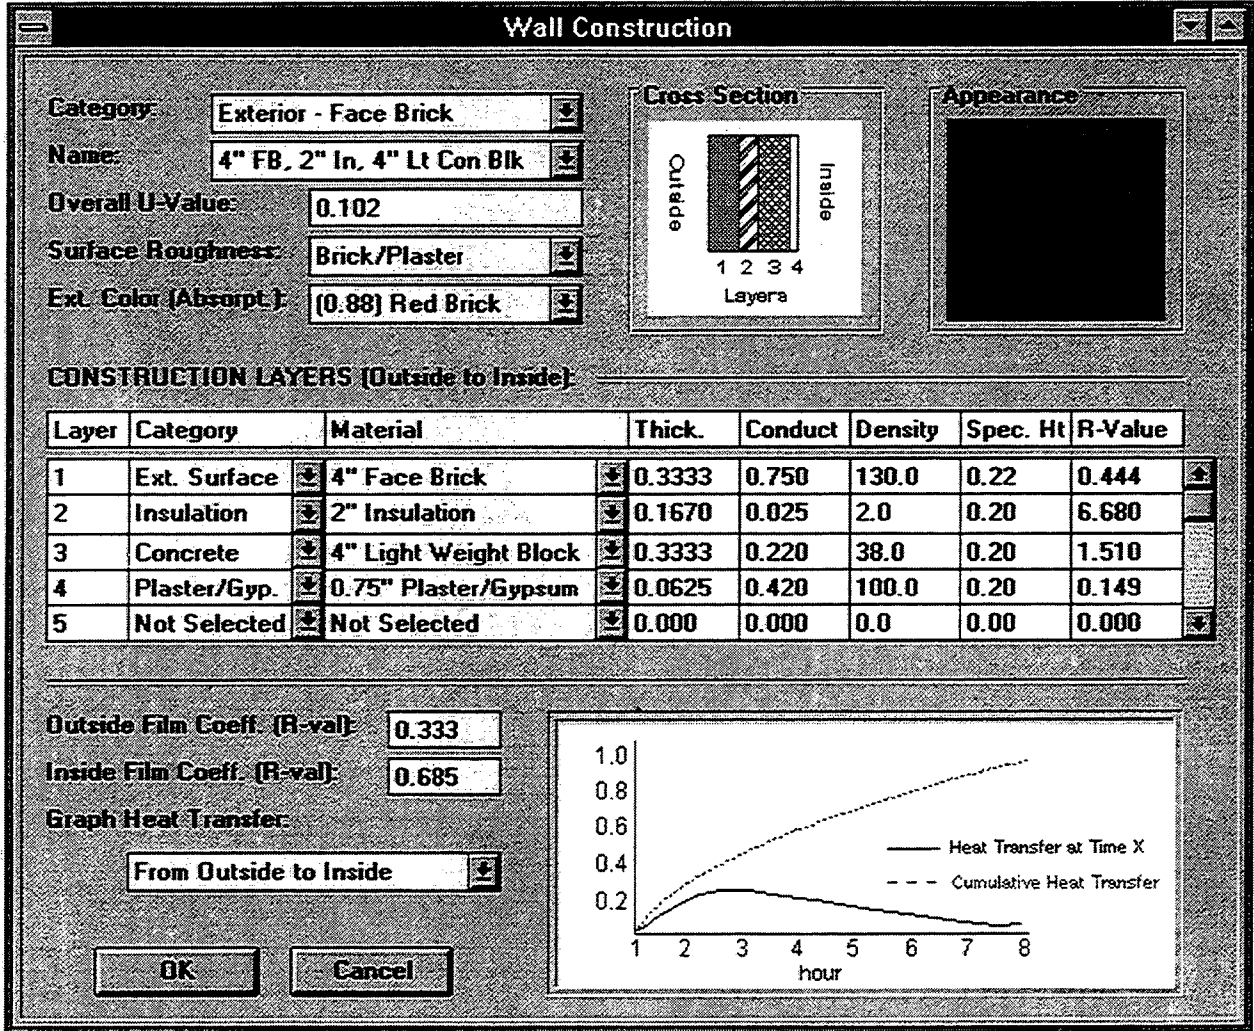 Wall Construction
Category: Exterior - Face Brick
Name: 4" FB, 2" In, 4" Lt Con Blk
Overall U-Value: 0.102
Surface Roughness: Brick/Plaster
Ext. Color (Absorpt.): (0.88) Red Brick
Cross Section
Outside
Inside
1 2 3 4
Layers
Appearance
CONSTRUCTION LAYERS (Outside to Inside):
Layer Category Material Thick. Conduct Density Spec. Ht R-Value
1 Ext. Surface 4" Face Brick 0.3333 0.750 130.0 0.22 0.444
2 Insulation 2" Insulation 0.1670 0.025 2.0 0.20 6.680
3 Concrete 4" Light Weight Block 0.3333 0.220 38.0 0.20 1.510
4 Plaster/Gyp. 0.75" Plaster/Gypsum 0.0625 0.420 100.0 0.20 0.149
5 Not Selected Not Selected 0.000 0.000 0.0 0.00 0.000
Outside Film Coeff. (R-val): 0.333
Inside Film Coeff. (R-val): 0.685
Graph Heat Transfer:
From Outside to Inside
OK Cancel
1.0
0.8
0.6
0.4
0.2
1 2 3 4 5 6 7 8
hour
Heat Transfer at Time X
Cumulative Heat Transfer